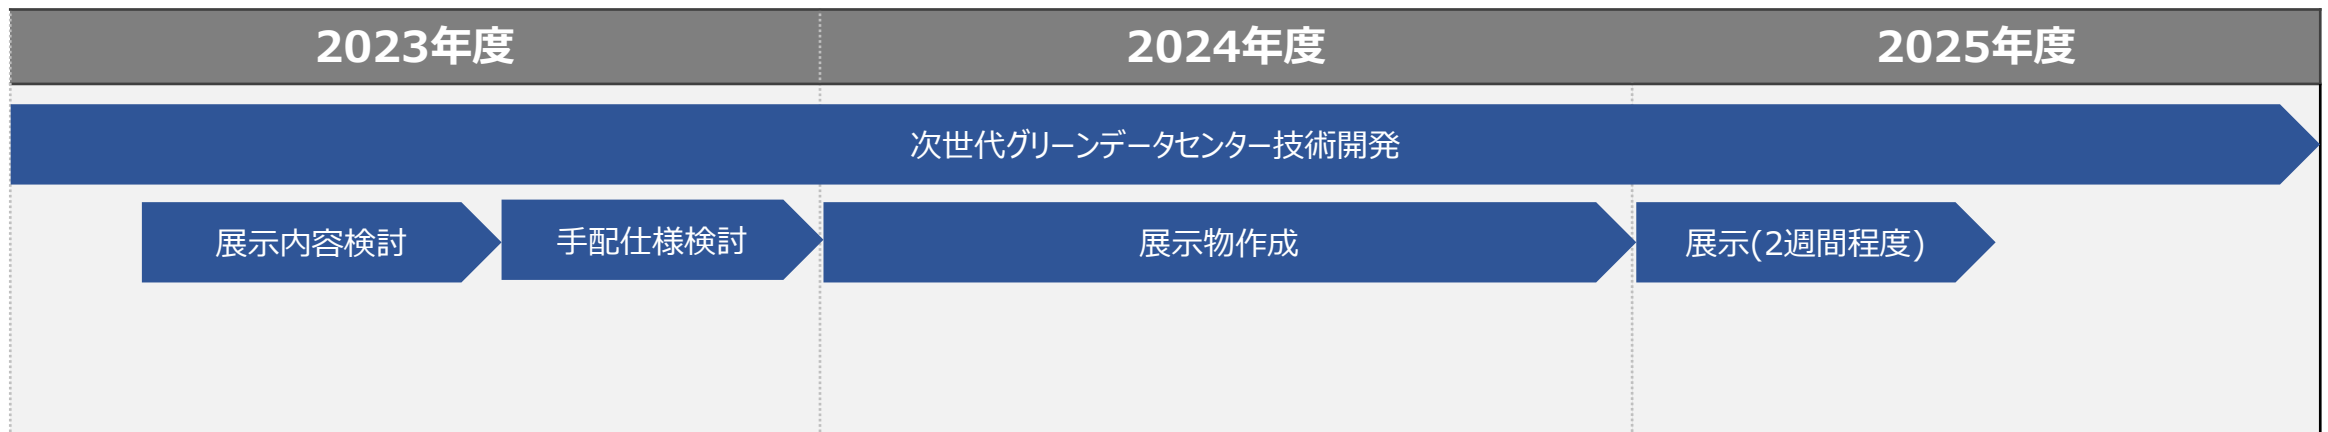 2023年度 2024年度 2025年度
次世代グリーンデータセンター技術開発
展示内容検討 手配仕様検討 展示物作成 展示(2週間程度)